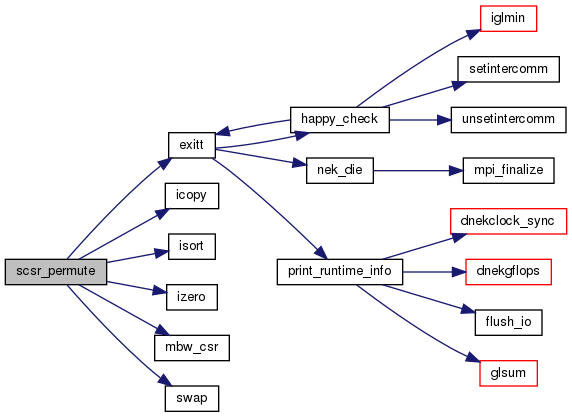 scsr_permute
exitt
icopy
isort
izero
mbw_csr
swap
happy_check
nek_die
print_runtime_info
iglmin
setintercomm
unsetintercomm
mpi_finalize
dnekclock_sync
dnekgflops
flush_io
glsum